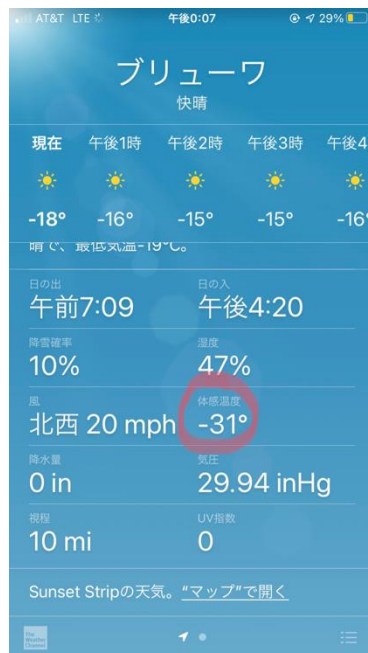 AT&T LTE 午後0:07 29%
ブリューワ
快晴
現在 午後1時 午後2時 午後3時 午後4
-18° -16° -15° -15° -16°
晴で、最低気温-19°C。
日の出 日の入
午前7:09 午後4:20
降雪確率 湿度
10% 47%
風 体感温度
北西 20 mph -31°
降水量 気圧
0 in 29.94 inHg
視程 UV指数
10 mi 0
Sunset Stripの天気。“マップ”で開く
The Weather Channel